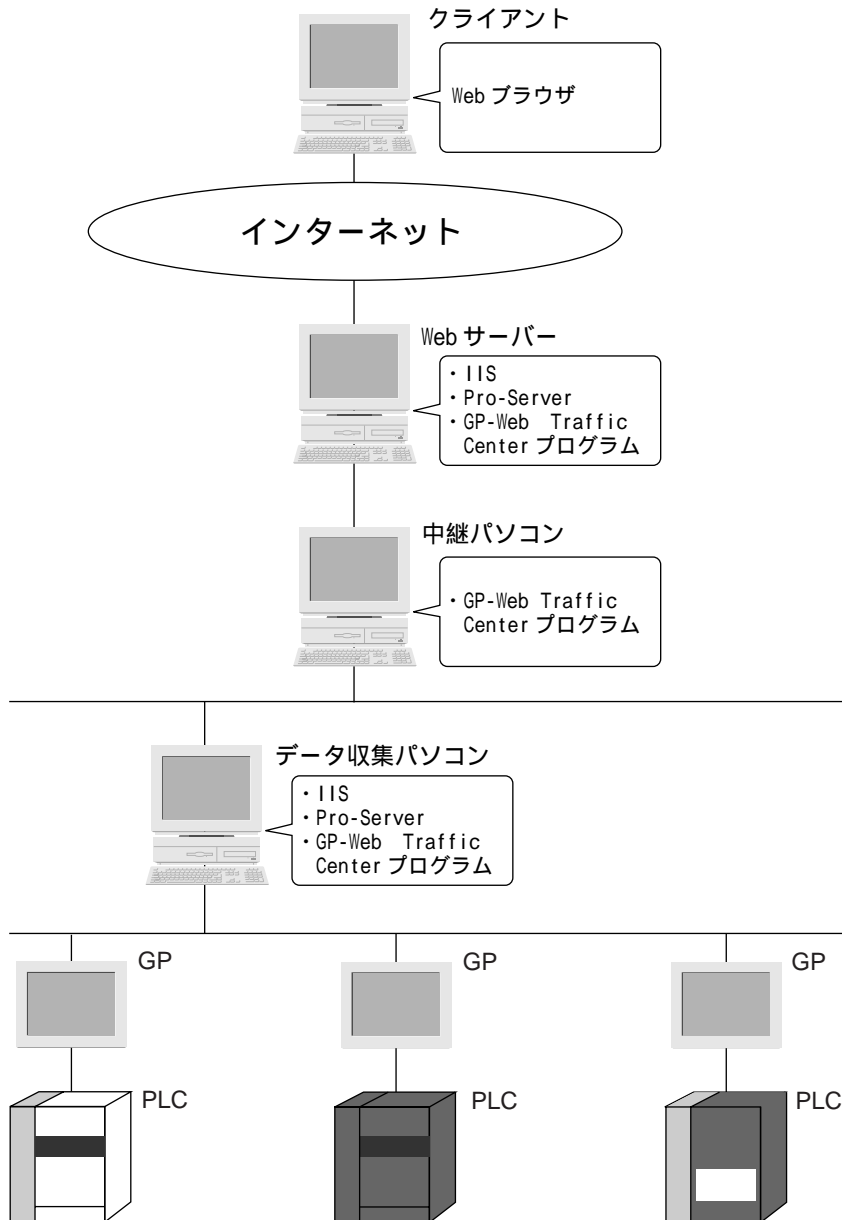 クライアント
Web ブラウザ
インターネット
Web サーバー
・IIS
・Pro-Server
・GP-Web Traffic
Center プログラム
中継パソコン
・GP-Web Traffic
Center プログラム
データ収集パソコン
・IIS
・Pro-Server
・GP-Web Traffic
Center プログラム
GP
GP
GP
PLC
PLC
PLC